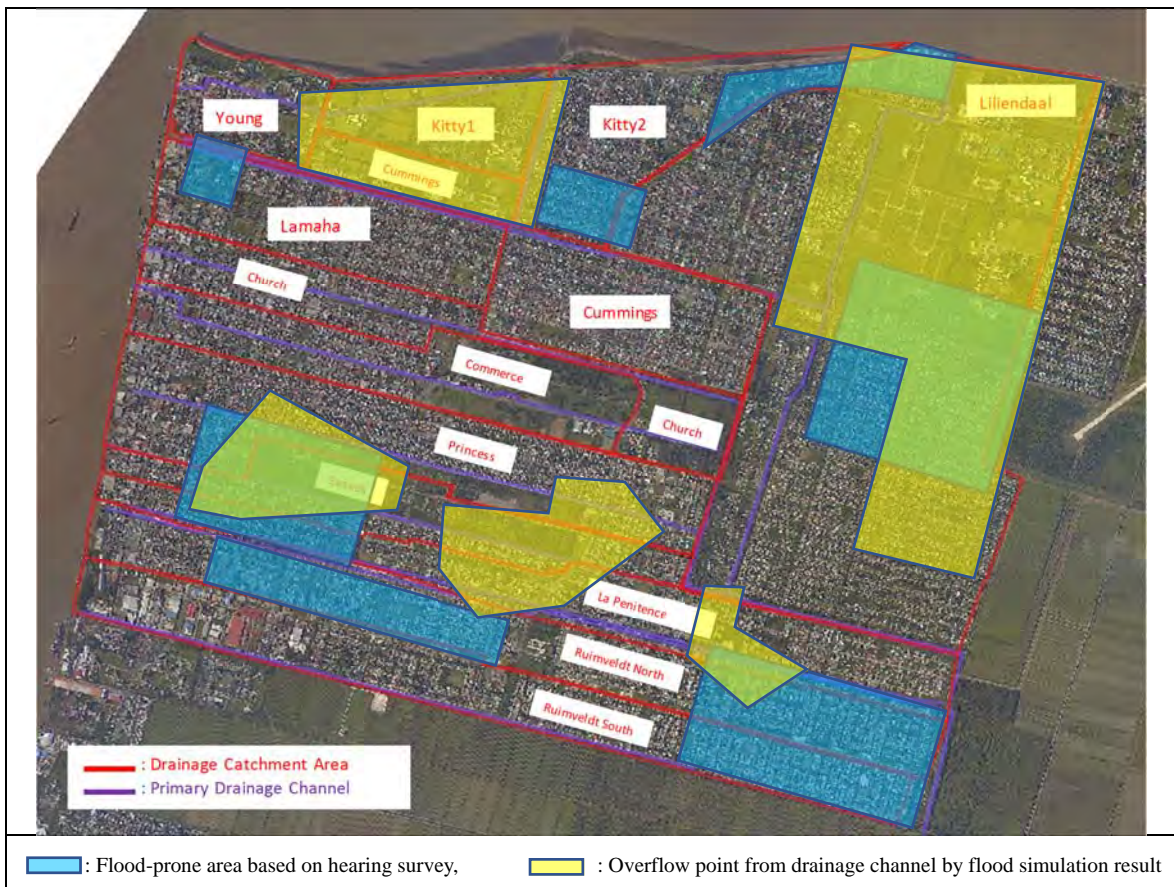 Liliendaal
Young
Kitty1
Kitty2
Cummings
Lamaha
Church
Cummings
Commerce
Church
Princess
La Penitence
Ruimveldt North
Ruimveldt South
: Drainage Catchment Area
: Primary Drainage Channel
: Flood-prone area based on hearing survey,
: Overflow point from drainage channel by flood simulation result